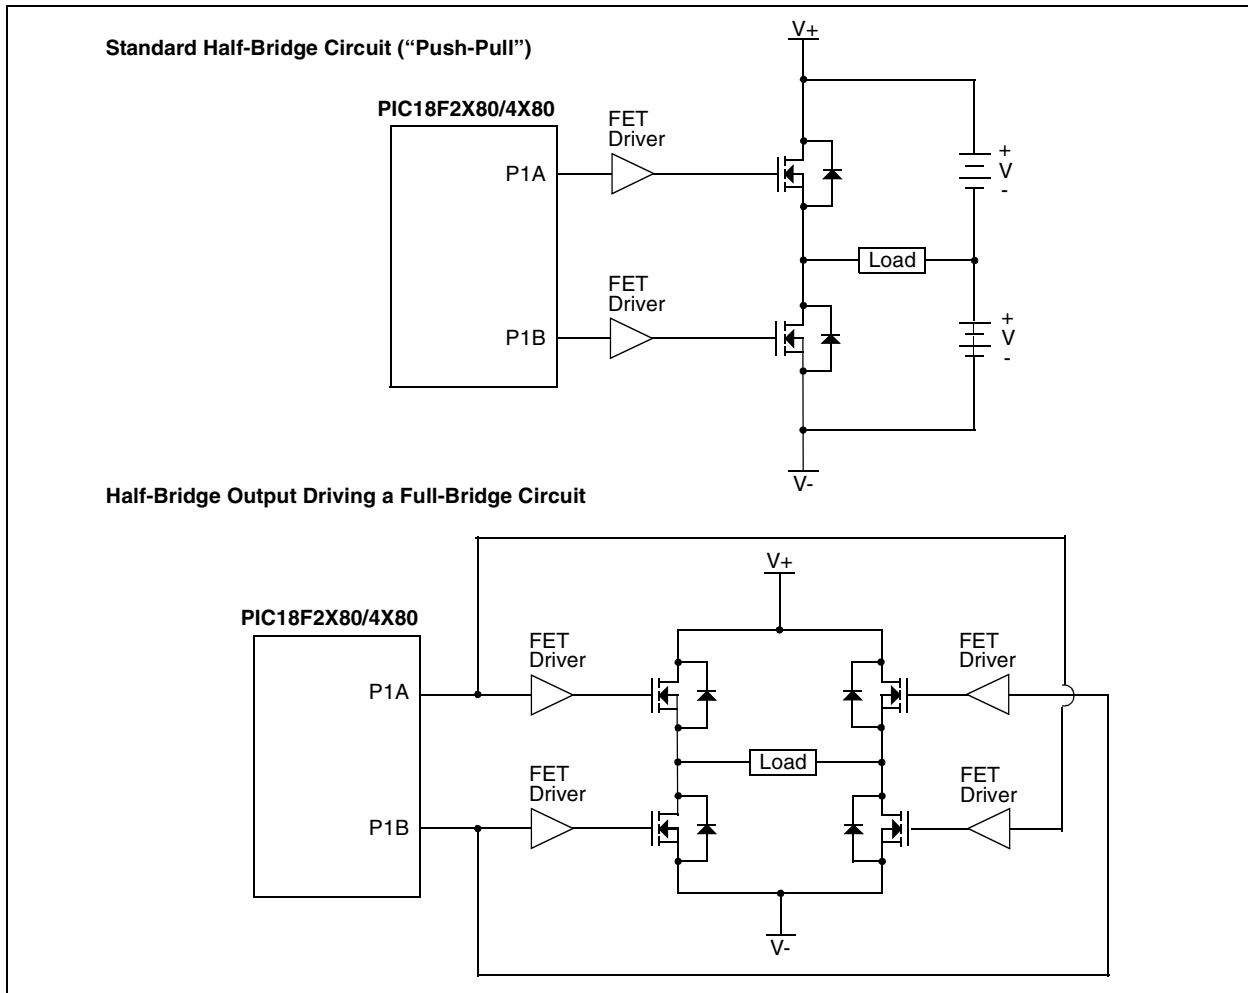 Standard Half-Bridge Circuit (“Push-Pull”)
V+
PIC18F2X80/4X80
FET
Driver
P1A
+
V
-
Load
FET
Driver
P1B
+
V
-
V-
Half-Bridge Output Driving a Full-Bridge Circuit
V+
PIC18F2X80/4X80
FET
Driver
FET
Driver
P1A
Load
FET
Driver
FET
Driver
P1B
V-